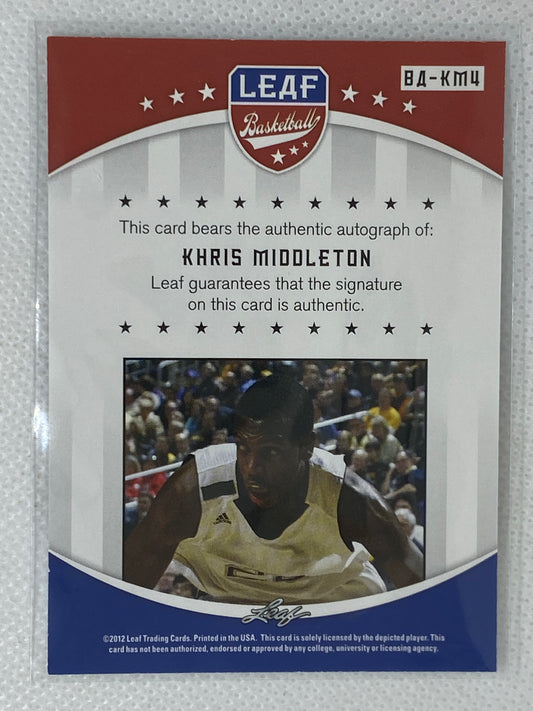 BA-KM4
LEAF
Basketball
This card bears the authentic autograph of:
KHRIS MIDDLETON
Leaf guarantees that the signature
on this card is authentic.
Leaf
©2012 Leaf Trading Cards. Printed in the USA. This card is solely licensed by the depicted player. This
card has not been authorized, endorsed or approved by any college, university or licensing agency.